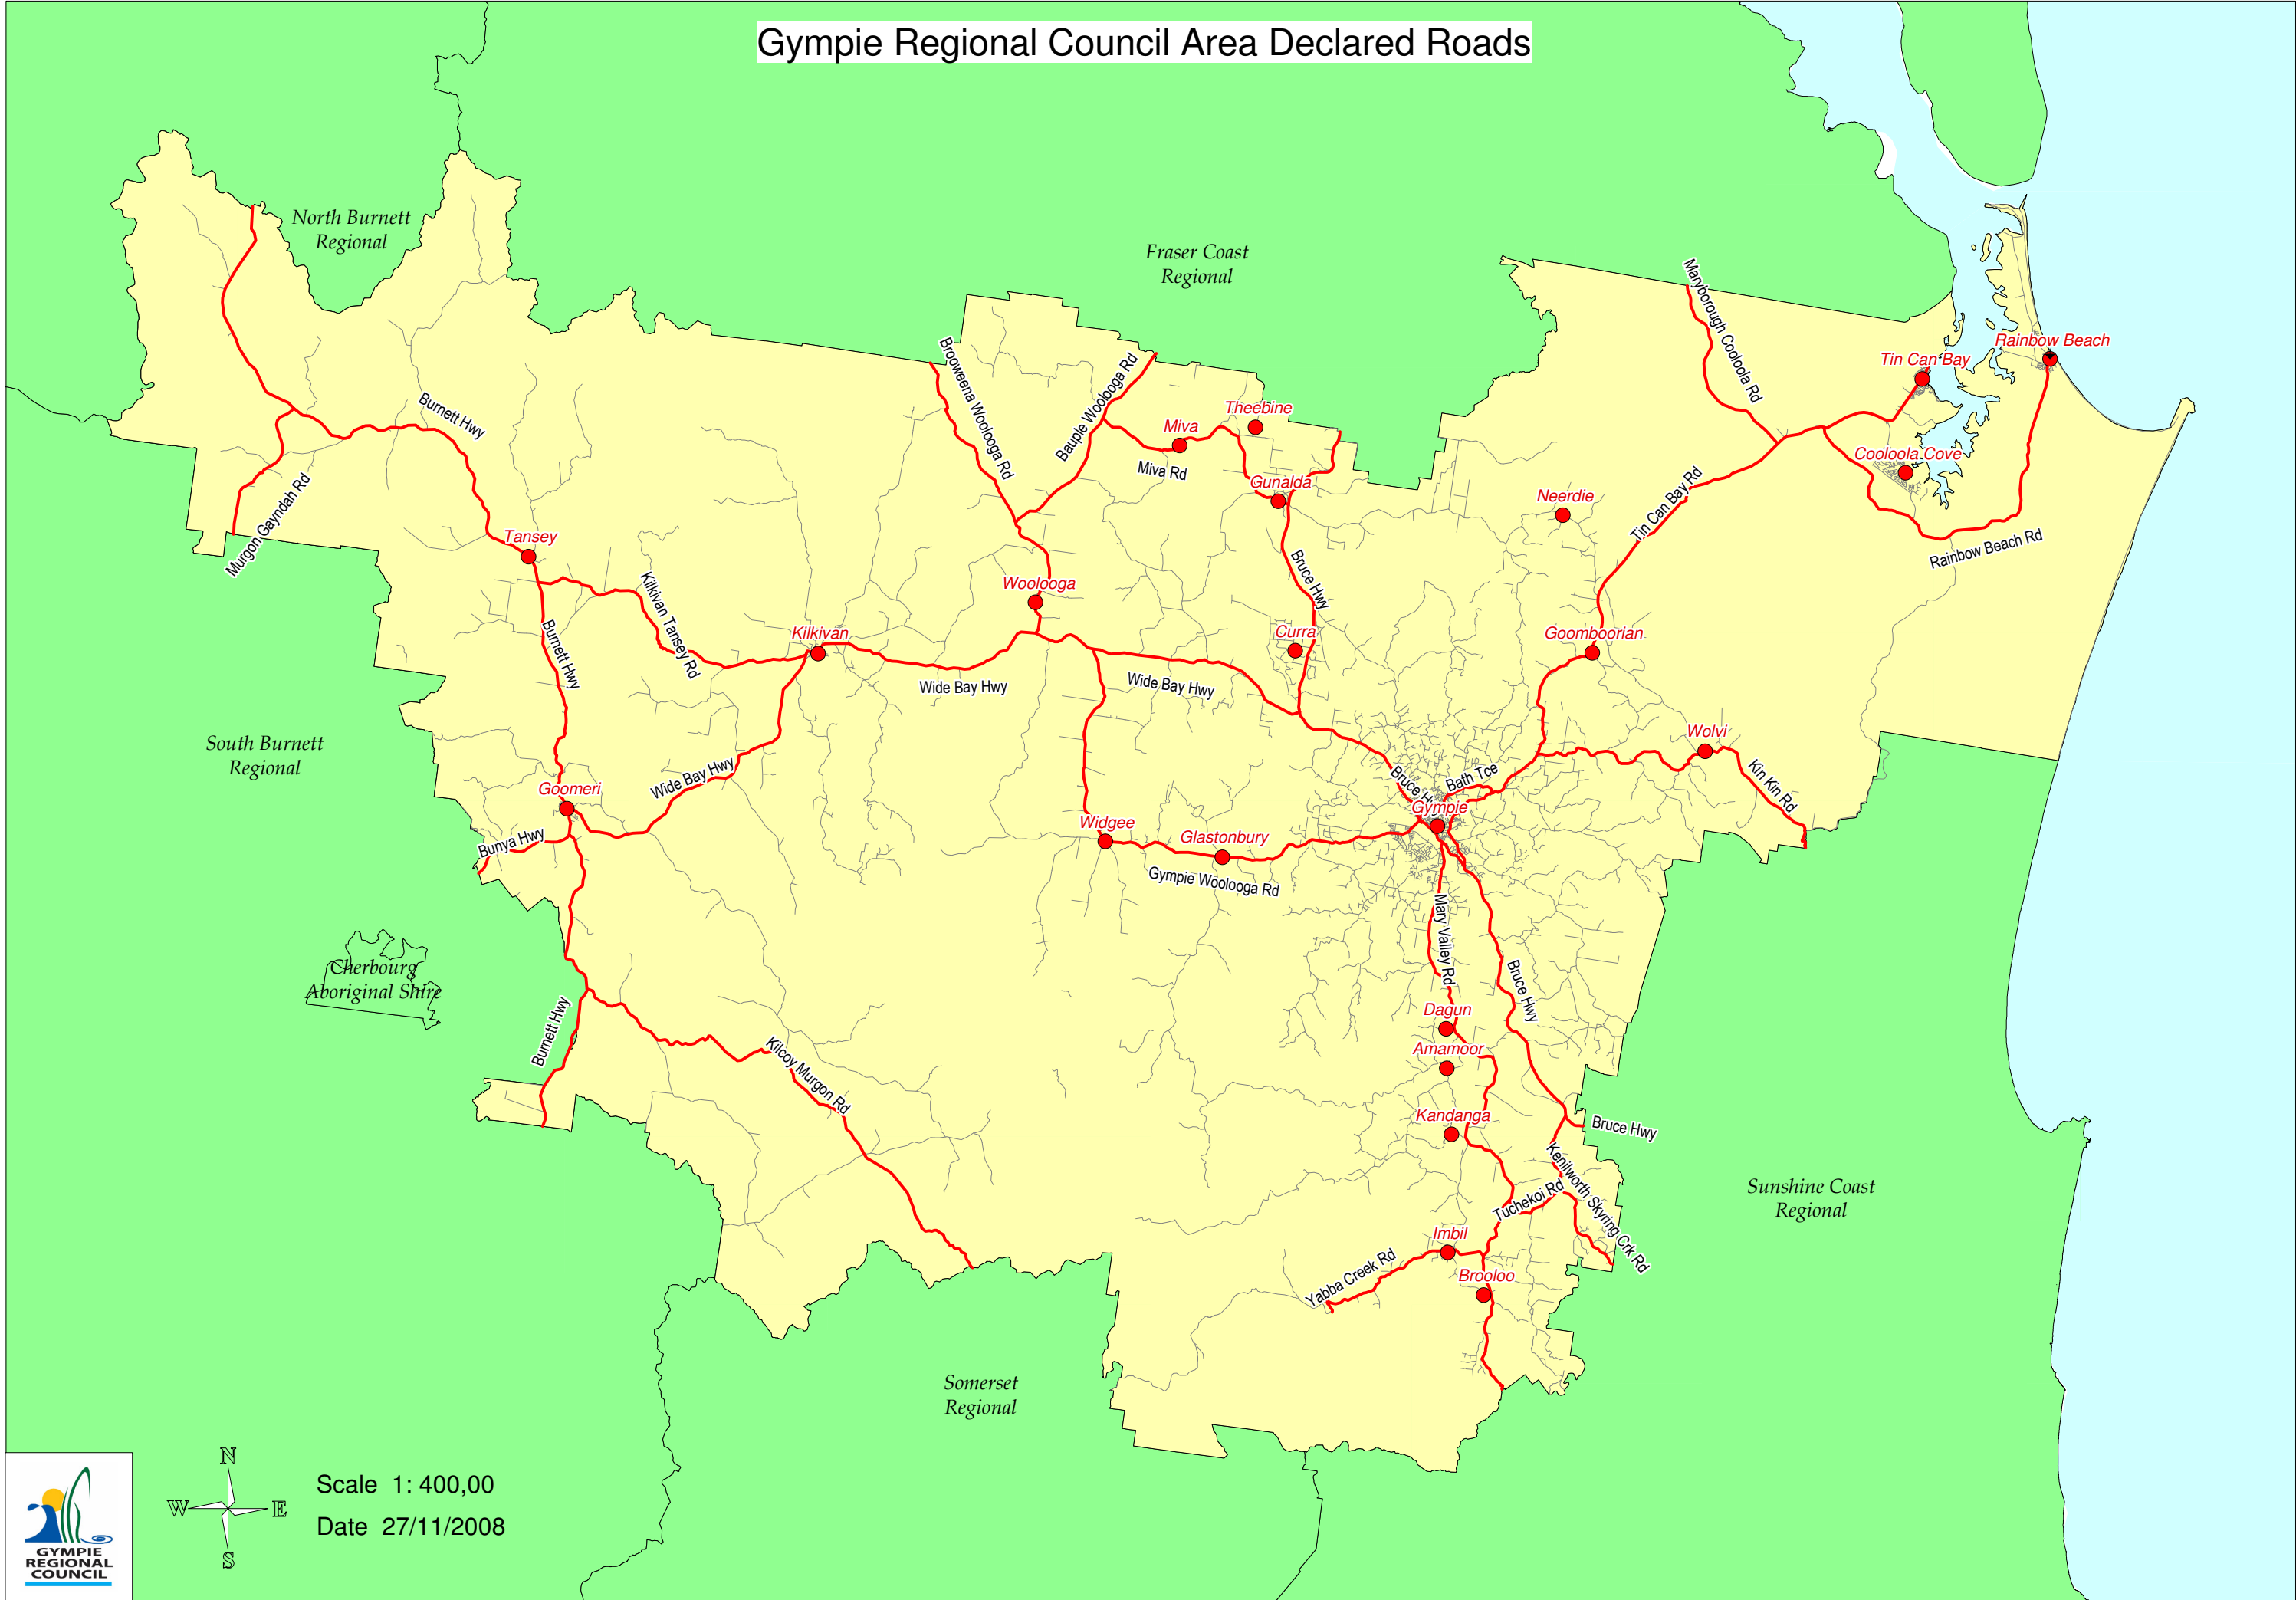 Gympie Regional Council Area Declared Roads
North Burnett
Regional
Fraser Coast
Regional
Maryborough Cooloola Rd
Rainbow Beach
Tin Can Bay
Brooweena Woolooga Rd
Bauple Woolooga Rd
Theebine
Miva
Miva Rd
Burnett Hwy
Cooloola Cove
Gunalda
Murgon Gayndah Rd
Neerdie
Tin Can Bay Rd
Rainbow Beach Rd
Tansey
Kilkivan Tansey Rd
Woolooga
Bruce Hwy
Kilkivan
Curra
Goomboorian
Burnett Hwy
Wide Bay Hwy
Wide Bay Hwy
South Burnett
Regional
Wolvi
Wide Bay Hwy
Kin Kin Rd
Bruce H
Bath Tce
Goomeri
Gympie
Bunya Hwy
Widgee
Glastonbury
Gympie Woolooga Rd
Mary Valley Rd
Cherbourg
Aboriginal Shire
Bruce Hwy
Burnett Hwy
Dagun
Amamoor
Kilcoy Murgon Rd
Kandanga
Bruce Hwy
Kenilworth Skyring Crk Rd
Tuchekoi Rd
Sunshine Coast
Regional
Imbil
Yabba Creek Rd
Brooloo
Somerset
Regional
N
W
E
S
Scale 1: 400,00
Date 27/11/2008
GYMPIE
REGIONAL
COUNCIL